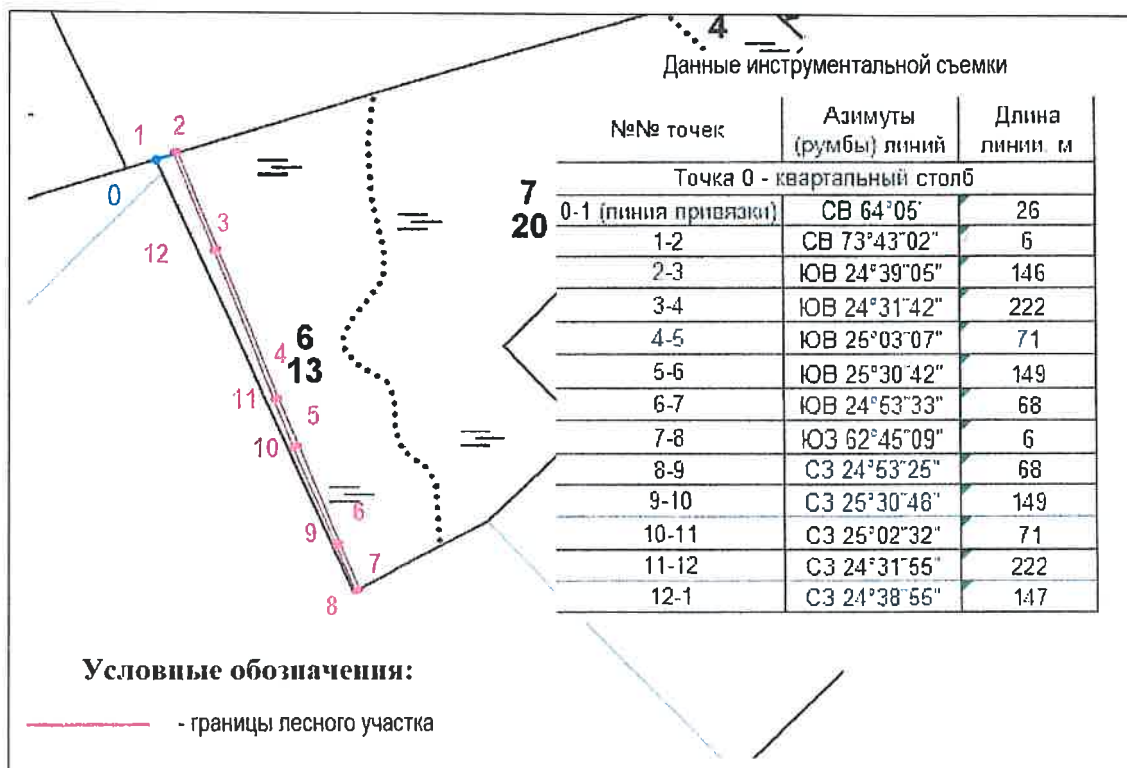 4
Данные инструментальной съемки
№№ точек Азимуты (румбы) линий Длина линии. м
Точка 0 - квартальный столб
0-1 (линия привязки) СВ 64°05' 26
1-2 СВ 73°43"02" 6
2-3 ЮВ 24°39"05" 146
3-4 ЮВ 24°31"42" 222
4-5 ЮВ 25°03"07" 71
5-6 ЮВ 25°30"42" 149
6-7 ЮВ 24°53"33" 68
7-8 ЮЗ 62°45"09" 6
8-9 СЗ 24°53"25" 68
9-10 СЗ 25°30"48" 149
10-11 СЗ 25°02"32" 71
11-12 СЗ 24°31"55" 222
12-1 СЗ 24°38"56" 147
1
2
0
3
12
7
20
6
13
4
11
5
10
6
9
7
8
Условные обозначения:
- границы лесного участка